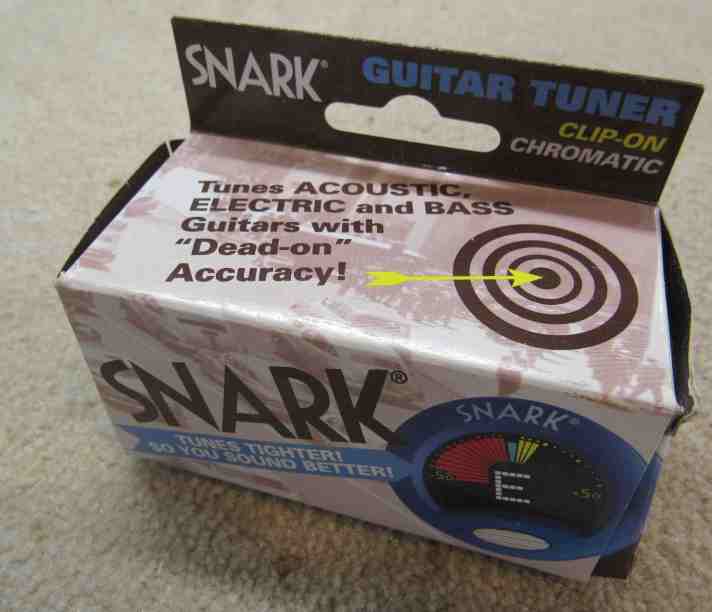 SNARK®
GUITAR TUNER
CLIP-ON
CHROMATIC
Tunes ACOUSTIC,
ELECTRIC and BASS
Guitars with
“Dead-on”
Accuracy!
SNARK®
TUNES TIGHTER!
SO YOU SOUND BETTER!
SNARK®
E